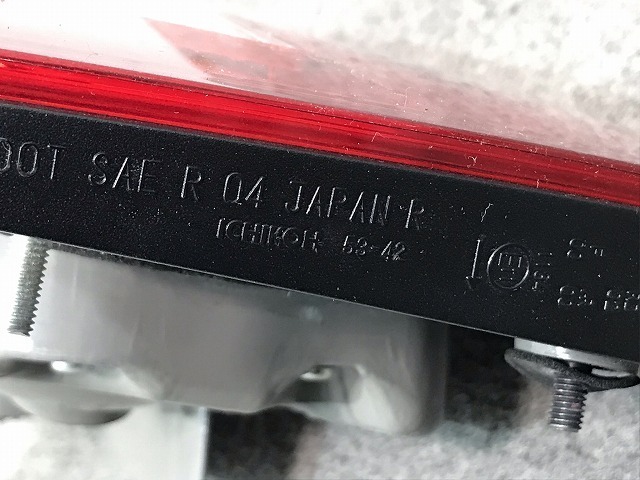 DOT SAE R 04 JAPAN R
ICHIKOH 53-42